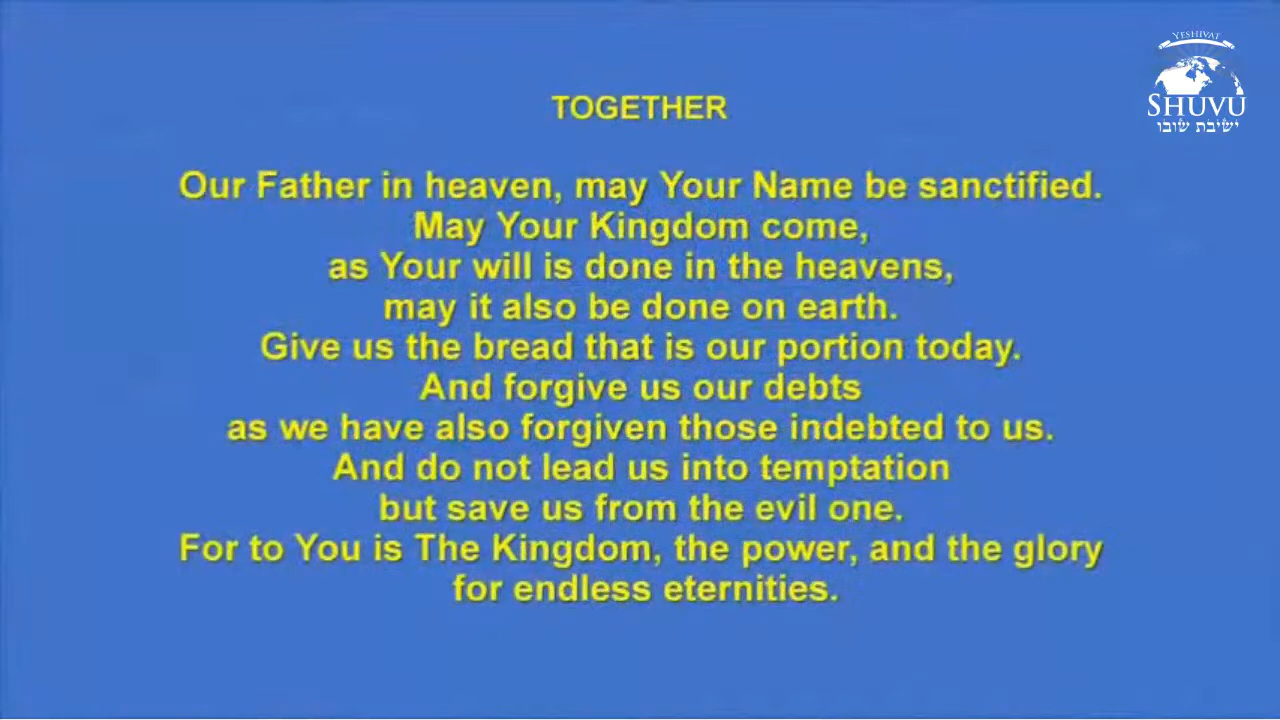 YESHIVAT
SHUVU
ישיבת שובו
TOGETHER
Our Father in heaven, may Your Name be sanctified.
May Your Kingdom come,
as Your will is done in the heavens,
may it also be done on earth.
Give us the bread that is our portion today.
And forgive us our debts
as we have also forgiven those indebted to us.
And do not lead us into temptation
but save us from the evil one.
For to You is The Kingdom, the power, and the glory
for endless eternities.